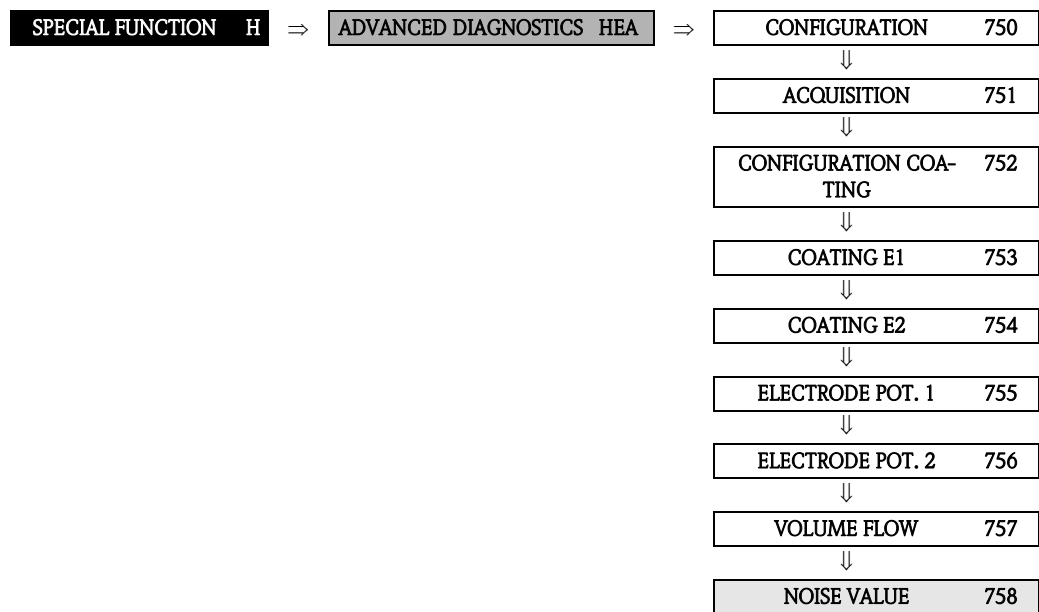 SPECIAL FUNCTION H ⇒ ADVANCED DIAGNOSTICS HEA ⇒ CONFIGURATION 750
⇓
ACQUISITION 751
⇓
CONFIGURATION COA- 752
TING
⇓
COATING E1 753
⇓
COATING E2 754
⇓
ELECTRODE POT. 1 755
⇓
ELECTRODE POT. 2 756
⇓
VOLUME FLOW 757
⇓
NOISE VALUE 758